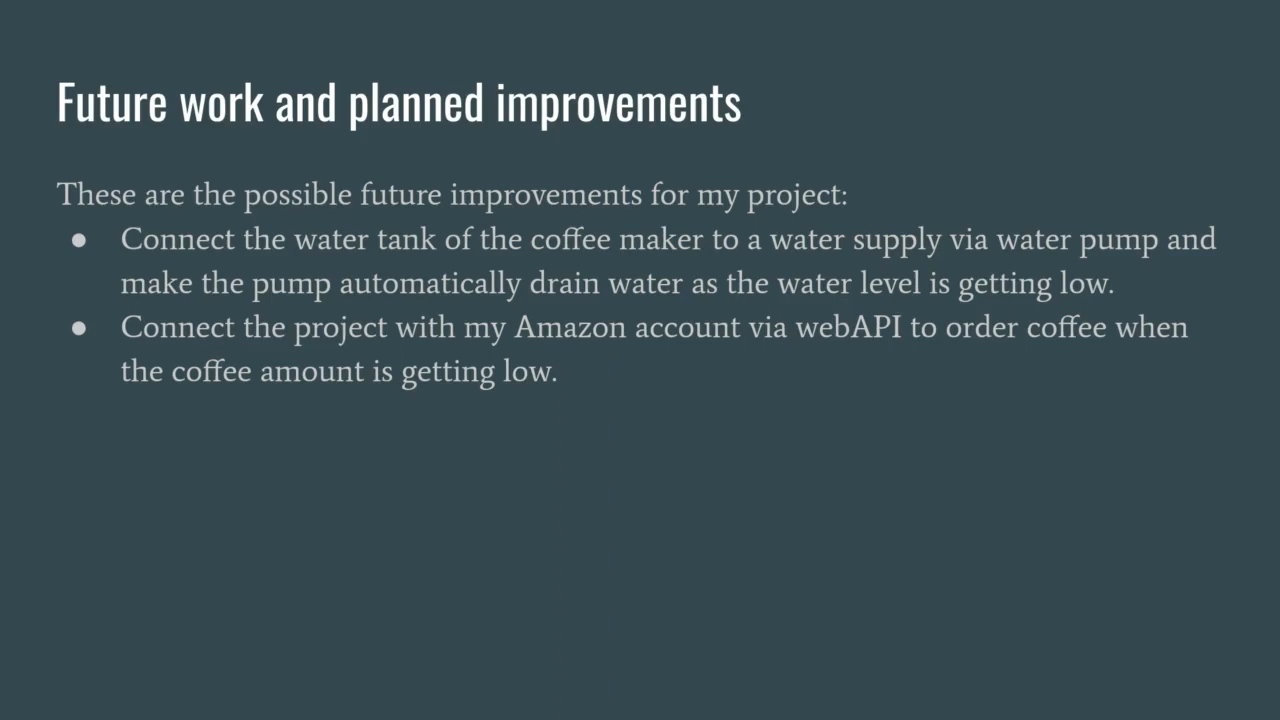 Future work and planned improvements
These are the possible future improvements for my project:
● Connect the water tank of the coffee maker to a water supply via water pump and
make the pump automatically drain water as the water level is getting low.
● Connect the project with my Amazon account via webAPI to order coffee when
the coffee amount is getting low.